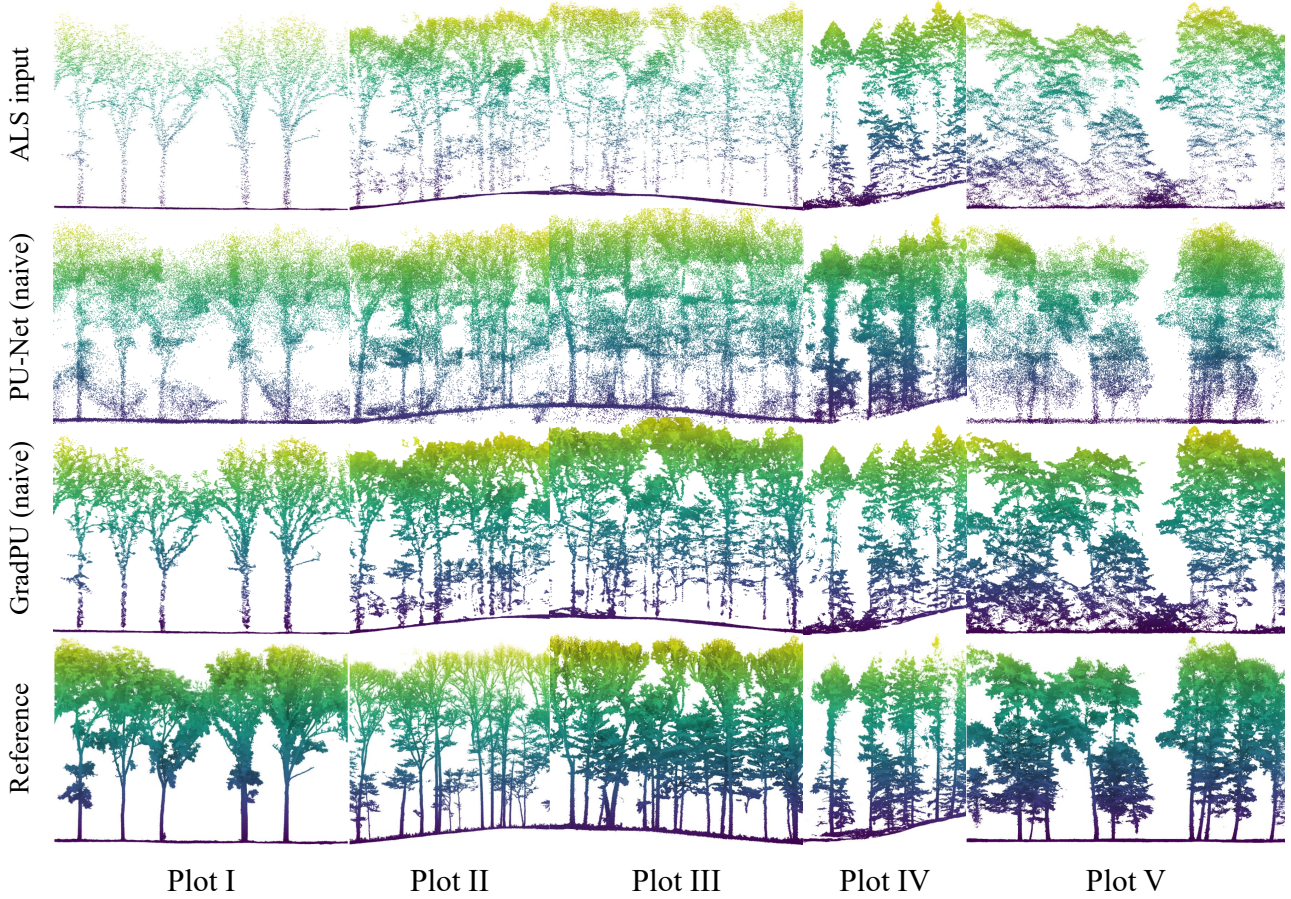 ALS input
PU-Net (naive)
GradPU (naive)
Reference
Plot I
Plot II
Plot III
Plot IV
Plot V